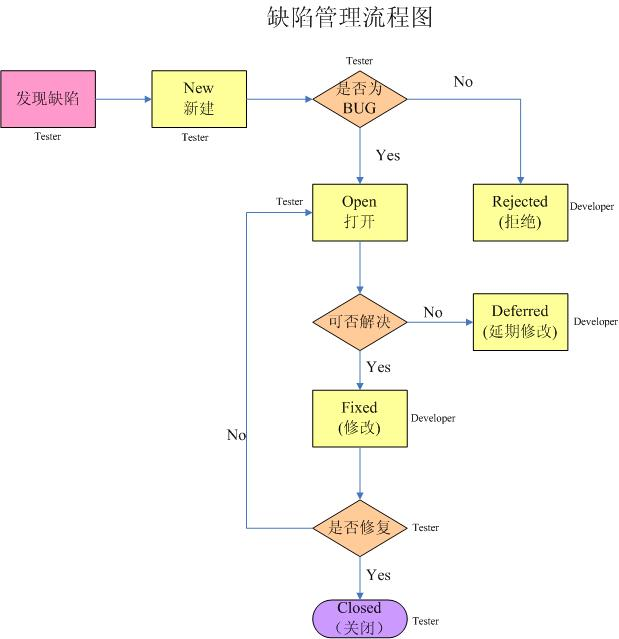 缺陷管理流程图
Tester
发现缺陷
New
新建
是否为
BUG
No
Tester
Tester
Yes
Tester
Open
打开
Rejected
(拒绝)
Developer
可否解决
No
Deferred
(延期修改)
Developer
Yes
Fixed
(修改)
Developer
No
是否修复
Tester
Yes
Closed
（关闭）
Tester